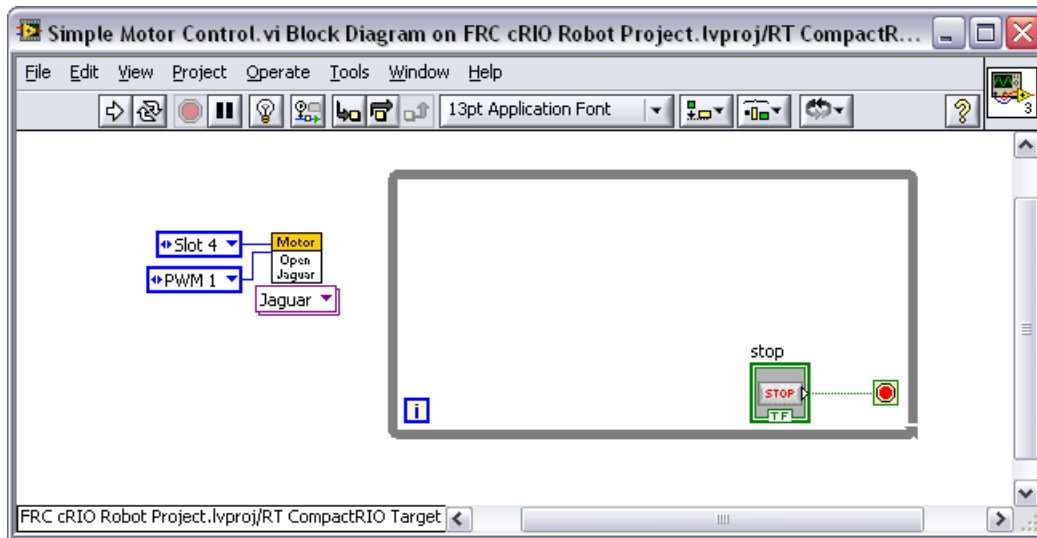 Simple Motor Control.vi Block Diagram on FRC cRIO Robot Project.lvproj/RT CompactR...
File Edit View Project Operate Tools Window Help
13pt Application Font
3
Slot 4
PWM 1
Motor
Open
Jaguar
Jaguar
stop
STOP
TF
i
FRC cRIO Robot Project.lvproj/RT CompactRIO Target